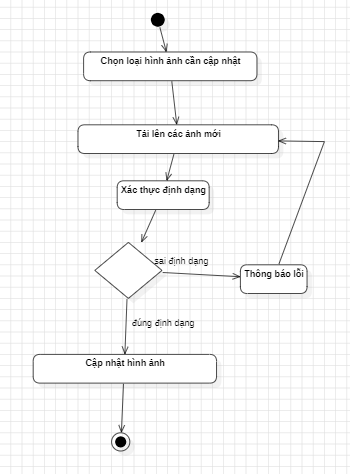 Chọn loại hình ảnh cần cập nhật
Tải lên các ảnh mới
Xác thực định dạng
sai định dạng
Thông báo lỗi
đúng định dạng
Cập nhật hình ảnh